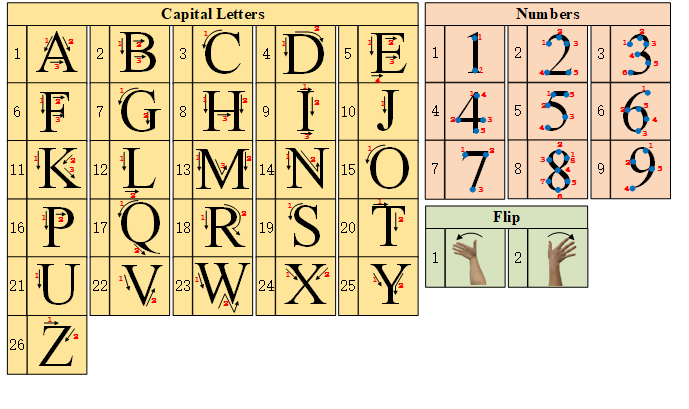 Capital Letters
1 A 2 B 3 C 4 D 5 E
6 F 7 G 8 H 9 I 10 J
11 K 12 L 13 M 14 N 15 O
16 P 17 Q 18 R 19 S 20 T
21 U 22 V 23 W 24 X 25 Y
26 Z
Numbers
1 1 2 2 3 3
4 4 5 5 6 6
7 7 8 8 9 9
Flip
1 2